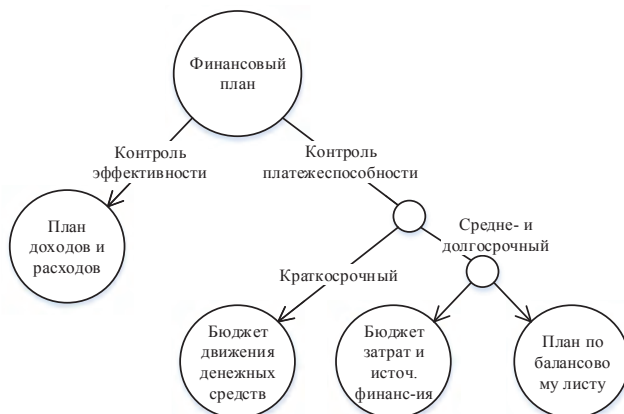 Финансовый
план
Контроль
эффективности
Контроль
платежеспособности
План
доходов и
расходов
Средне- и
долгосрочный
Краткосрочный
Бюджет
движения
денежных
средств
Бюджет
затрат и
источ.
финанс-ия
План по
балансово
му листу